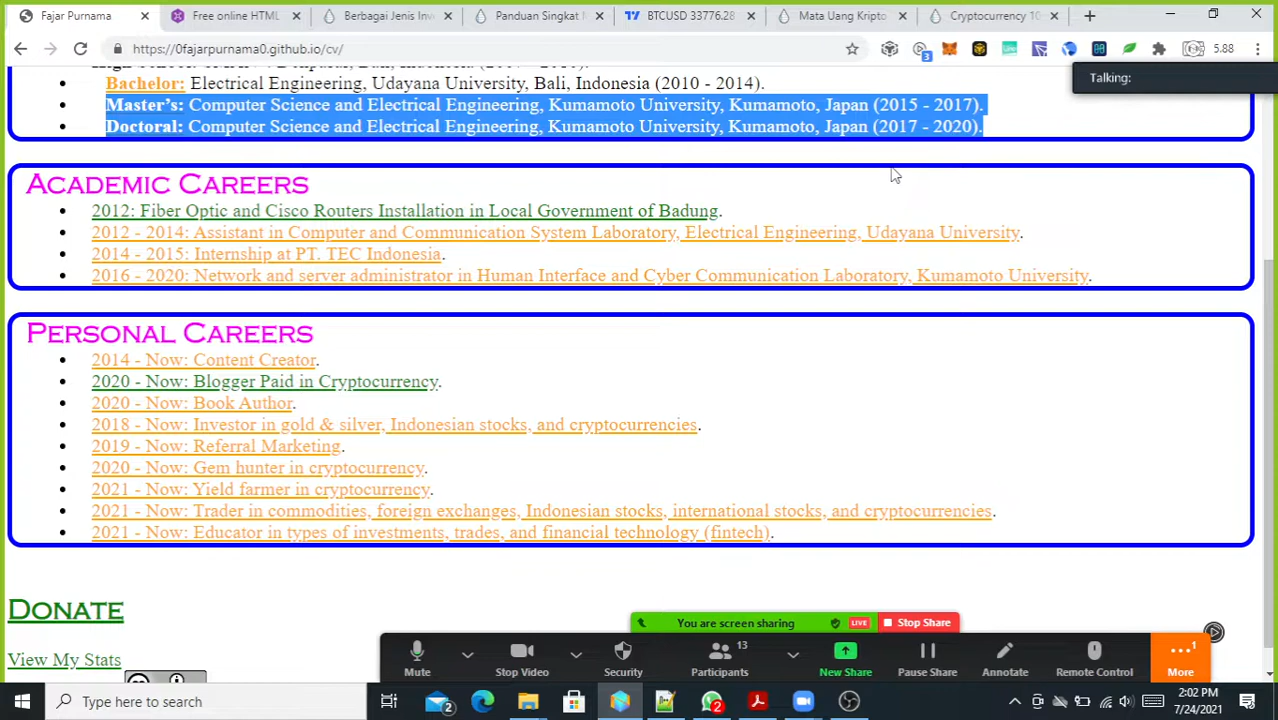 Fajar Purnama
Free online HTML
Berbagai Jenis Inv
Panduan Singkat
BTCUSD 33776.28
Mata Uang Kripto
Cryptocurrency 10
https://0fajarpurnama0.github.io/cv/
3
5.88
Talking:
Bachelor: Electrical Engineering, Udayana University, Bali, Indonesia (2010 - 2014).
Master's: Computer Science and Electrical Engineering, Kumamoto University, Kumamoto, Japan (2015 - 2017).
Doctoral: Computer Science and Electrical Engineering, Kumamoto University, Kumamoto, Japan (2017 - 2020).
Academic Careers
2012: Fiber Optic and Cisco Routers Installation in Local Government of Badung.
2012 - 2014: Assistant in Computer and Communication System Laboratory, Electrical Engineering, Udayana University.
2014 - 2015: Internship at PT. TEC Indonesia.
2016 - 2020: Network and server administrator in Human Interface and Cyber Communication Laboratory, Kumamoto University.
Personal Careers
2014 - Now: Content Creator.
2020 - Now: Blogger Paid in Cryptocurrency.
2020 - Now: Book Author.
2018 - Now: Investor in gold & silver, Indonesian stocks, and cryptocurrencies.
2019 - Now: Referral Marketing.
2020 - Now: Gem hunter in cryptocurrency.
2021 - Now: Yield farmer in cryptocurrency.
2021 - Now: Trader in commodities, foreign exchanges, Indonesian stocks, international stocks, and cryptocurrencies.
2021 - Now: Educator in types of investments, trades, and financial technology (fintech).
Donate
View My Stats
You are screen sharing LIVE Stop Share
Mute
Stop Video
Security
Participants 13
New Share
Pause Share
Annotate
Remote Control
More 1
Type here to search
2
2
2:02 PM
7/24/2021